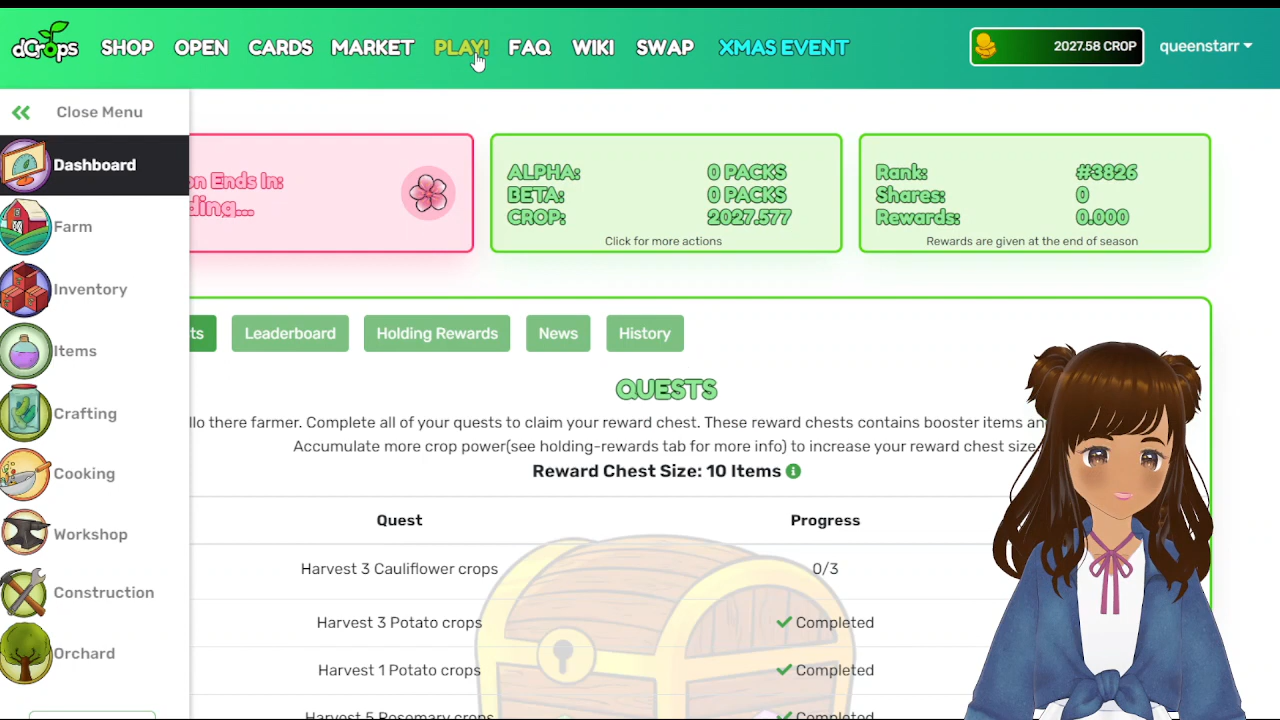 dCrops SHOP OPEN CARDS MARKET PLAY! FAQ WIKI SWAP XMAS EVENT 2027.58 CROP queenstarr
Close Menu
Dashboard
Farm
Inventory
Items
Crafting
Cooking
Workshop
Construction
Orchard
on Ends In:
ding...
ALPHA: 0 PACKS
BETA: 0 PACKS
CROP: 2027.577
Click for more actions
Rank: #3826
Shares: 0
Rewards: 0.000
Rewards are given at the end of season
ts Leaderboard Holding Rewards News History
QUESTS
llo there farmer. Complete all of your quests to claim your reward chest. These reward chests contains booster items an
Accumulate more crop power(see holding-rewards tab for more info) to increase your reward chest size
Reward Chest Size: 10 Items
Quest Progress
Harvest 3 Cauliflower crops 0/3
Harvest 3 Potato crops Completed
Harvest 1 Potato crops Completed
Harvest 5 Rosemary crops Completed